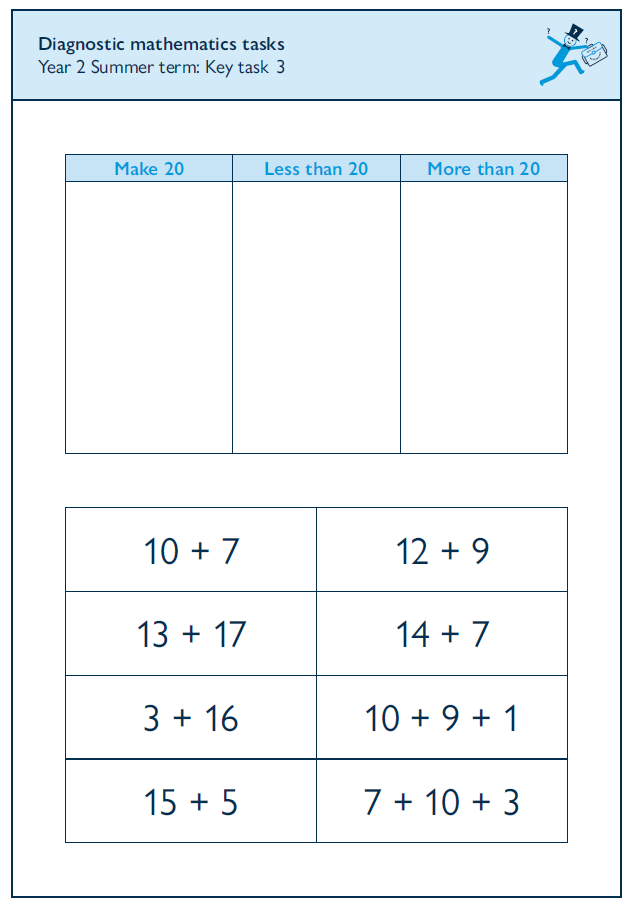 Diagnostic mathematics tasks
Year 2 Summer term: Key task 3
? ? ?
Make 20 Less than 20 More than 20
10 + 7 12 + 9
13 + 17 14 + 7
3 + 16 10 + 9 + 1
15 + 5 7 + 10 + 3